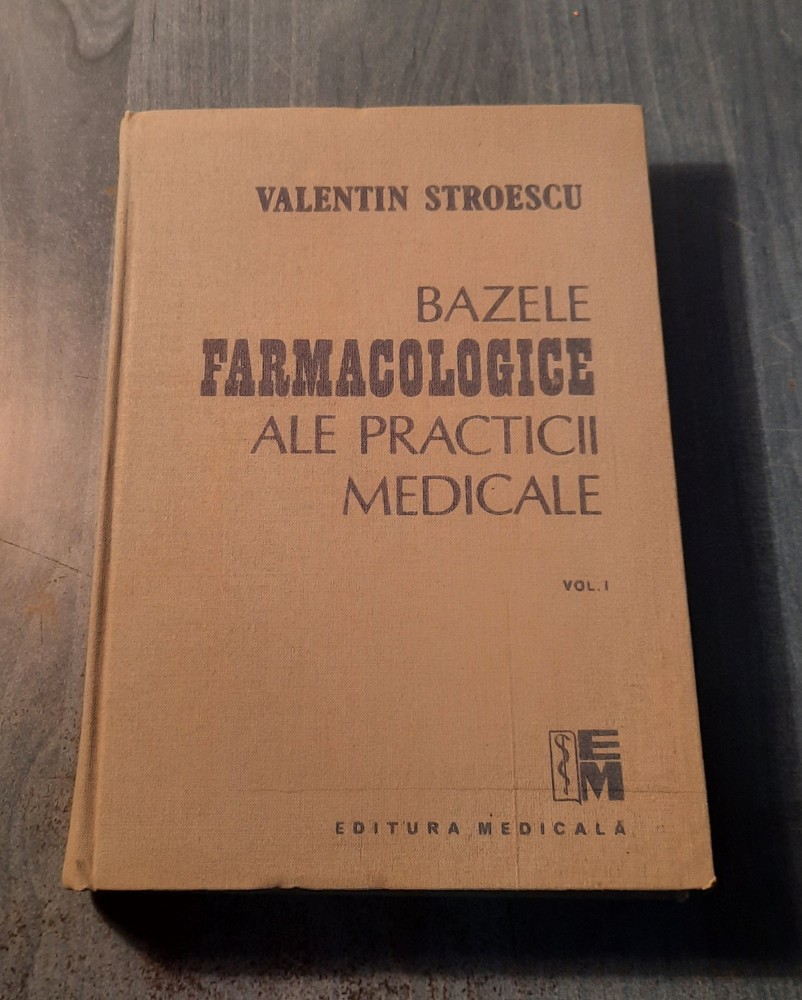 VALENTIN STROESCU
BAZELE
FARMACOLOGICE
ALE PRACTICII
MEDICALE
VOL. I
EM
EDITURA MEDICALĂ